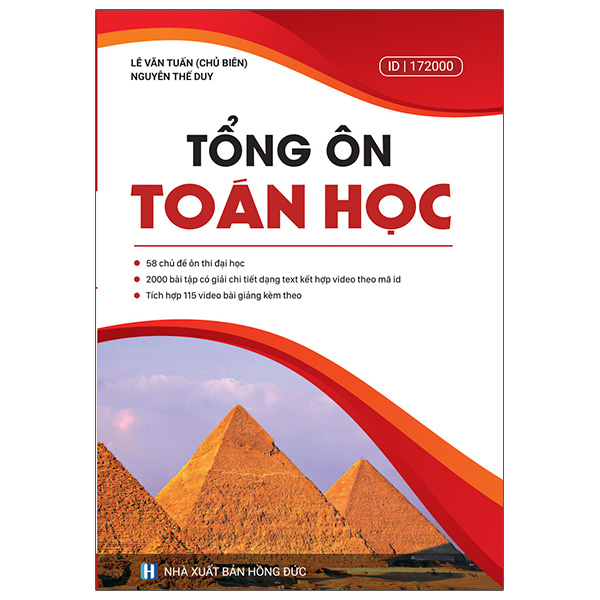 LÊ VĂN TUẤN (CHỦ BIÊN)
NGUYỄN THẾ DUY
ID | 172000
TỔNG ÔN
TOÁN HỌC
58 chủ đề ôn thi đại học
2000 bài tập có giải chi tiết dạng text kết hợp video theo mã id
Tích hợp 115 video bài giảng kèm theo
H
NHÀ XUẤT BẢN HỒNG ĐỨC